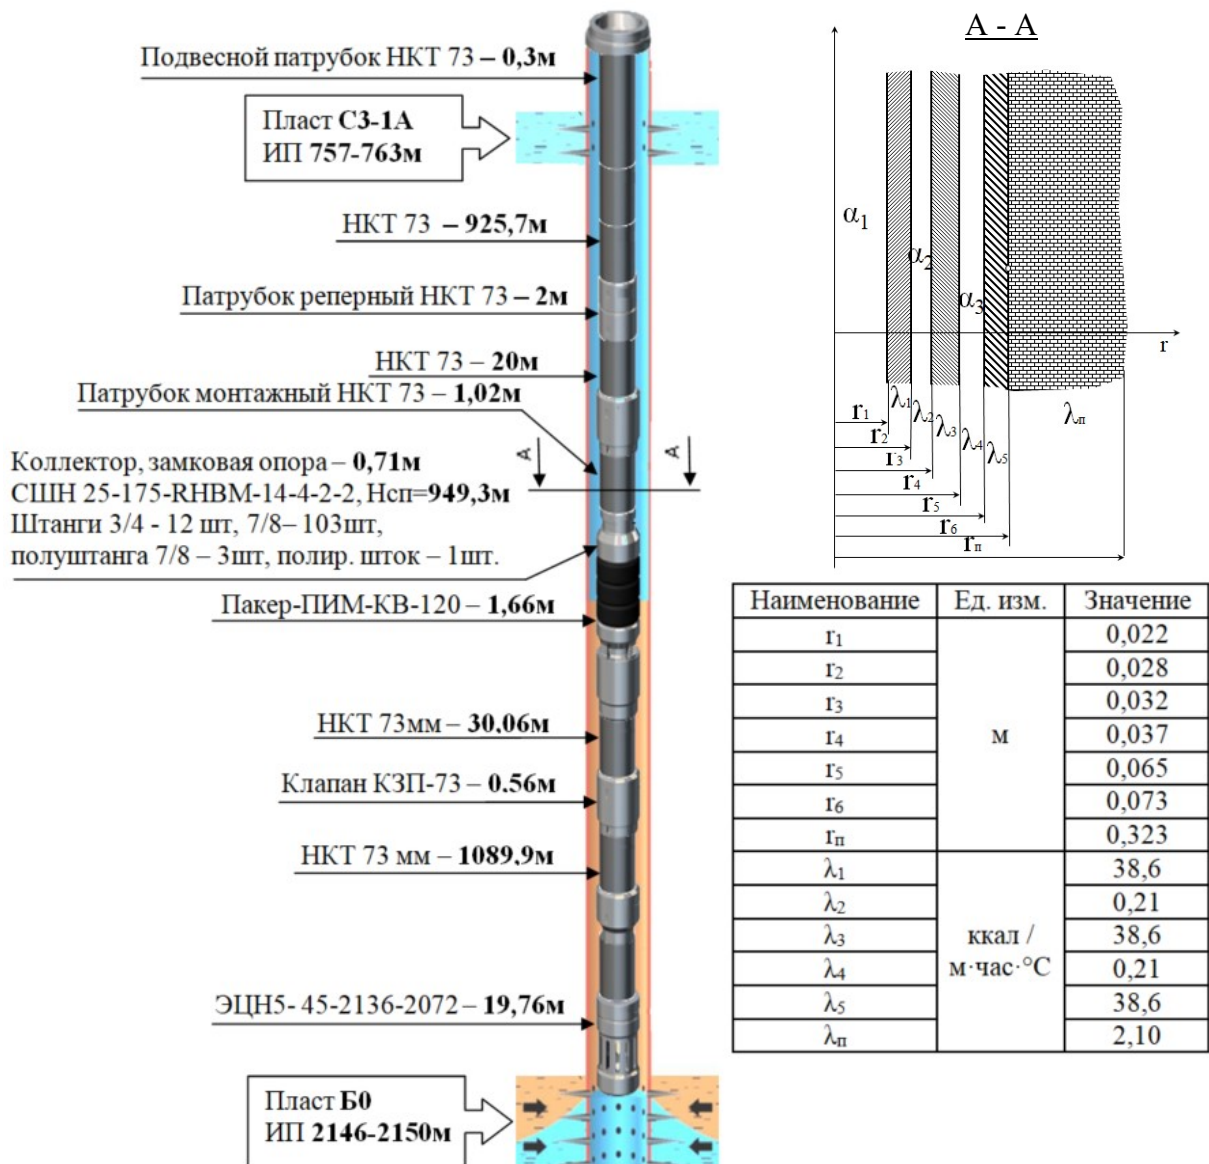 Подвесной патрубок НКТ 73 – 0,3м
Пласт С3-1А
ИП 757-763м
НКТ 73 – 925,7м
Патрубок реперный НКТ 73 – 2м
НКТ 73 – 20м
Патрубок монтажный НКТ 73 – 1,02м
Коллектор, замковая опора – 0,71м
СШН 25-175-RHBM-14-4-2-2, Нсп=949,3м
Штанги 3/4 - 12 шт, 7/8– 103шт,
полуштанга 7/8 – 3шт, полир. шток – 1шт.
А А
Пакер-ПИМ-КВ-120 – 1,66м
НКТ 73мм – 30,06м
Клапан КЗП-73 – 0,56м
НКТ 73 мм – 1089,9м
ЭЦН5- 45-2136-2072 – 19,76м
Пласт Б0
ИП 2146-2150м
А - А
α1
α2
α3
r
λ1 λ2 λ3 λ4 λ5 λп
r1
r2
r3
r4
r5
r6
rп
Наименование Ед. изм. Значение
r1 м 0,022
r2 0,028
r3 0,032
r4 0,037
r5 0,065
r6 0,073
rп 0,323
λ1 ккал / м·час·°С 38,6
λ2 0,21
λ3 38,6
λ4 0,21
λ5 38,6
λп 2,10